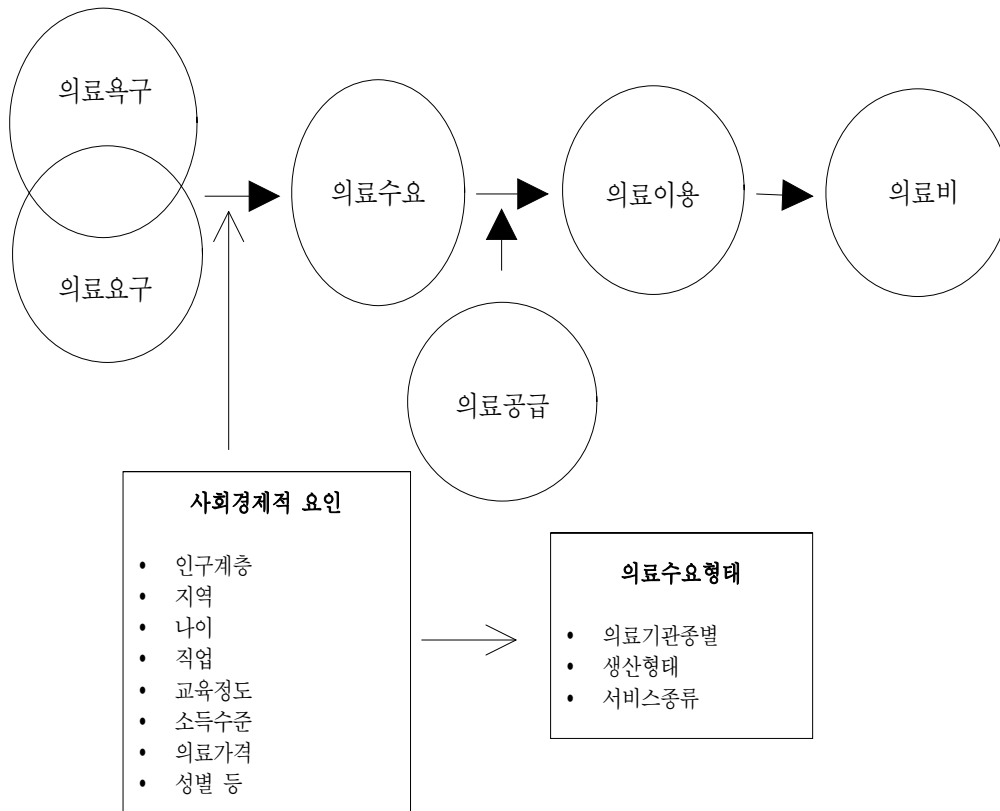 의료욕구
의료요구
의료수요
의료이용
의료비
의료공급
사회경제적 요인
• 인구계층
• 지역
• 나이
• 직업
• 교육정도
• 소득수준
• 의료가격
• 성별 등
의료수요형태
• 의료기관종별
• 생산형태
• 서비스종류